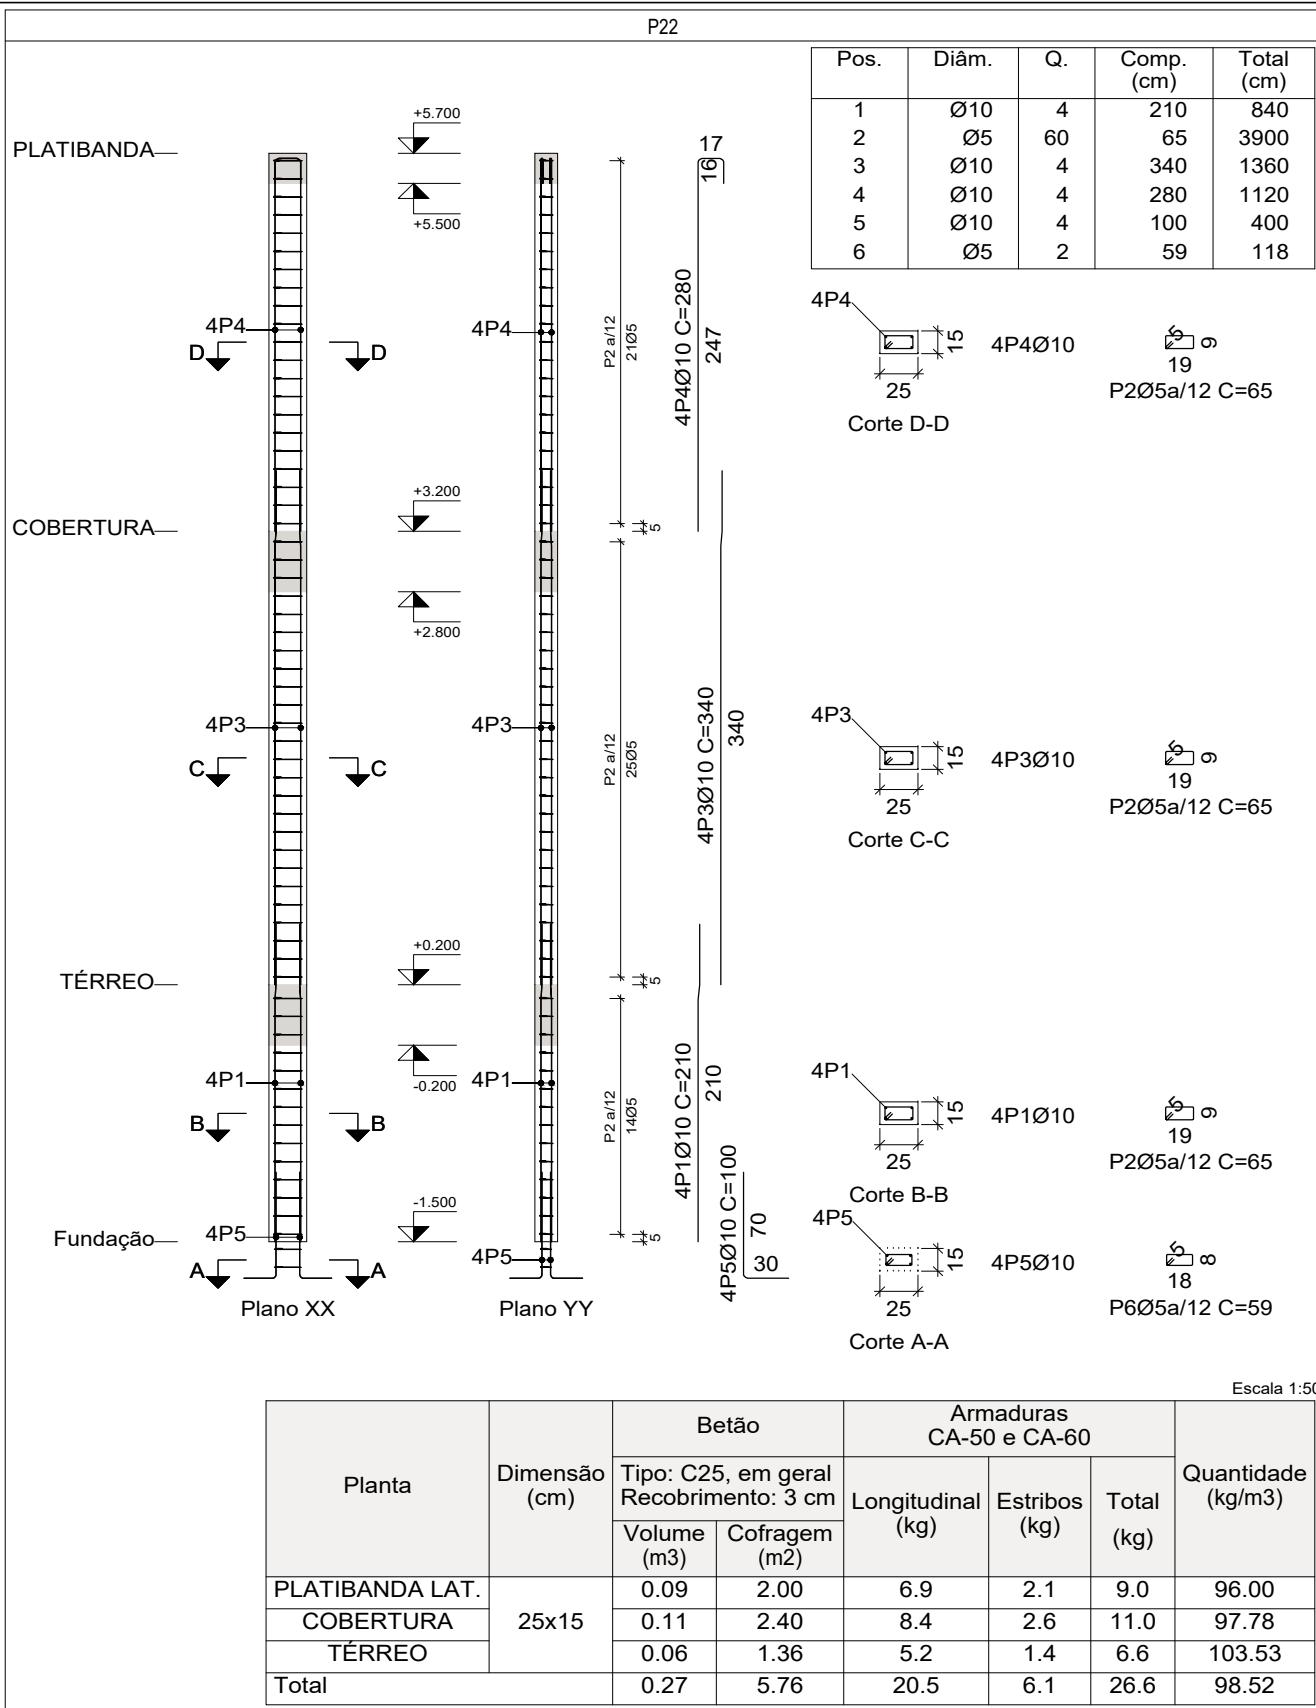 P22
Pos. Diâm. Q. Comp. (cm) Total (cm)
1 Ø10 4 210 840
2 Ø5 60 65 3900
3 Ø10 4 340 1360
4 Ø10 4 280 1120
5 Ø10 4 100 400
6 Ø5 2 59 118
PLATIBANDA
+5.700
+5.500
17
16
4P4
D D
4P4
P2 a/12
21Ø5
4P4Ø10 C=280
247
4P4
25
15
4P4Ø10
5
9
19
P2Ø5a/12 C=65
Corte D-D
COBERTURA
+3.200
+2.800
5
4P3
C C
4P3
P2 a/12
25Ø5
4P3Ø10 C=340
340
4P3
25
15
4P3Ø10
5
9
19
P2Ø5a/12 C=65
Corte C-C
TÉRREO
+0.200
-0.200
5
4P1
B B
4P1
P2 a/12
14Ø5
4P1Ø10 C=210
210
4P1
25
15
4P1Ø10
5
9
19
P2Ø5a/12 C=65
Corte B-B
Fundação
-1.500
5
4P5
A A
4P5
4P5Ø10 C=100
70
30
4P5
25
15
4P5Ø10
5
8
18
P6Ø5a/12 C=59
Corte A-A
Plano XX
Plano YY
Escala 1:50
Planta
Dimensão (cm)
Betão
Tipo: C25, em geral
Recobrimento: 3 cm
Volume (m3)
Cofragem (m2)
Armaduras
CA-50 e CA-60
Longitudinal (kg)
Estribos (kg)
Total (kg)
Quantidade (kg/m3)
PLATIBANDA LAT. 0.09 2.00 6.9 2.1 9.0 96.00
COBERTURA 25x15 0.11 2.40 8.4 2.6 11.0 97.78
TÉRREO 0.06 1.36 5.2 1.4 6.6 103.53
Total 0.27 5.76 20.5 6.1 26.6 98.52